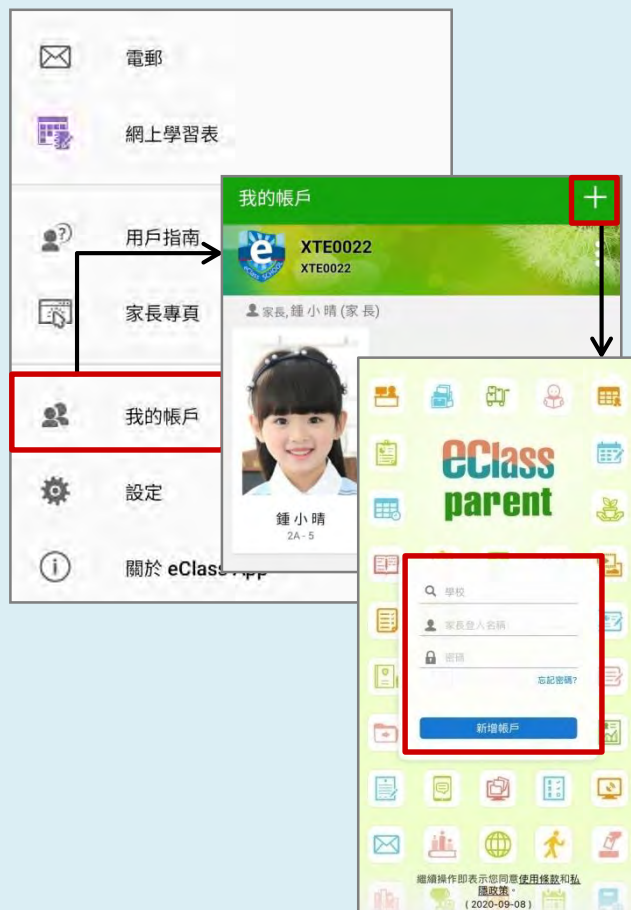 電郵
網上學習表
用戶指南
家長專頁
我的帳戶
設定
關於 eClass App
我的帳戶
XTE0022
XTE0022
家長,鍾小晴(家長)
鍾小晴
2A - 5
eClass
parent
學校
家長登入名稱
密碼
忘記密碼?
新增帳戶
繼續操作即表示您同意使用條款和私
隱政策。
( 2020-09-08 )